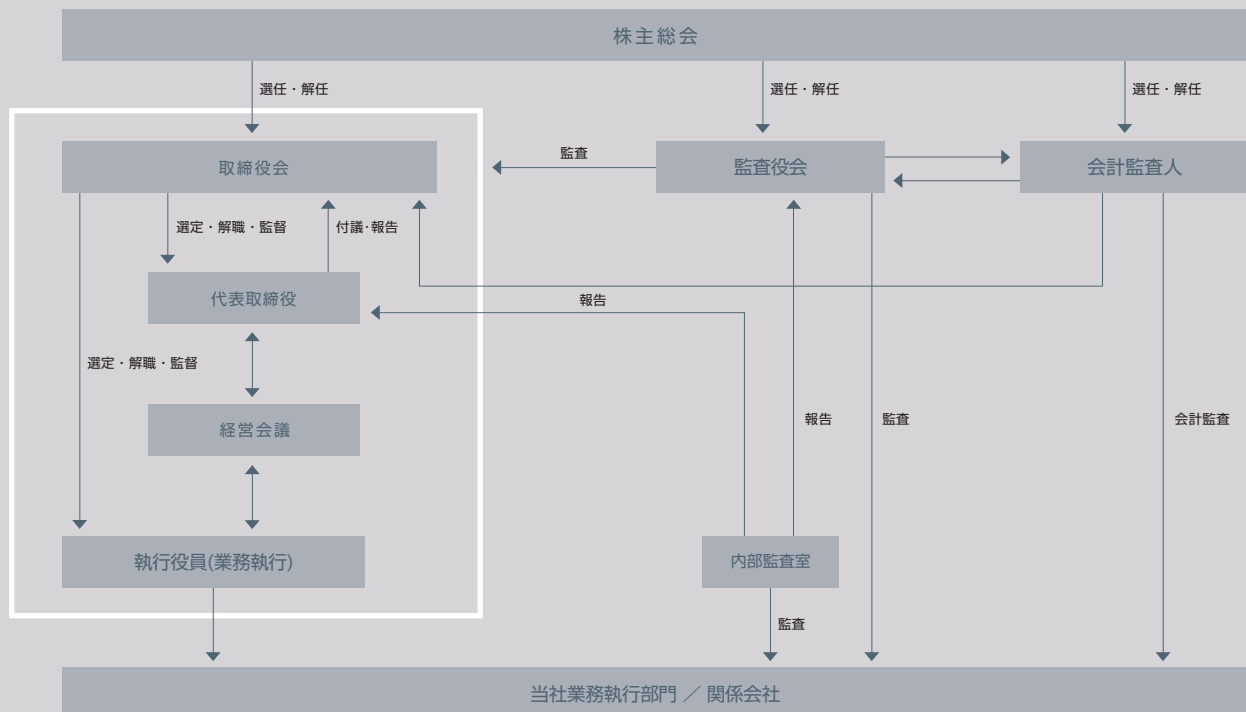 株主総会
選任・解任
選任・解任
選任・解任
取締役会
監査
監査役会
会計監査人
選定・解職・監督
付議・報告
代表取締役
報告
選定・解職・監督
経営会議
報告
監査
会計監査
執行役員(業務執行)
内部監査室
監査
当社業務執行部門 ／ 関係会社